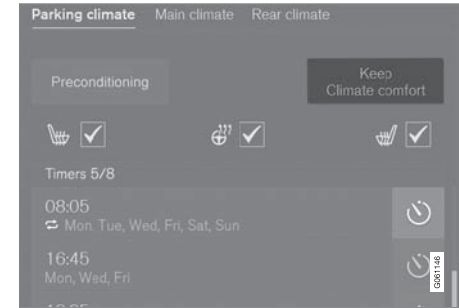 Parking climate Main climate Rear climate
Preconditioning
Keep
Climate comfort
Timers 5/8
08:05
Mon, Tue, Wed, Fri, Sat, Sun
16:45
Mon, Wed, Fri
G061146